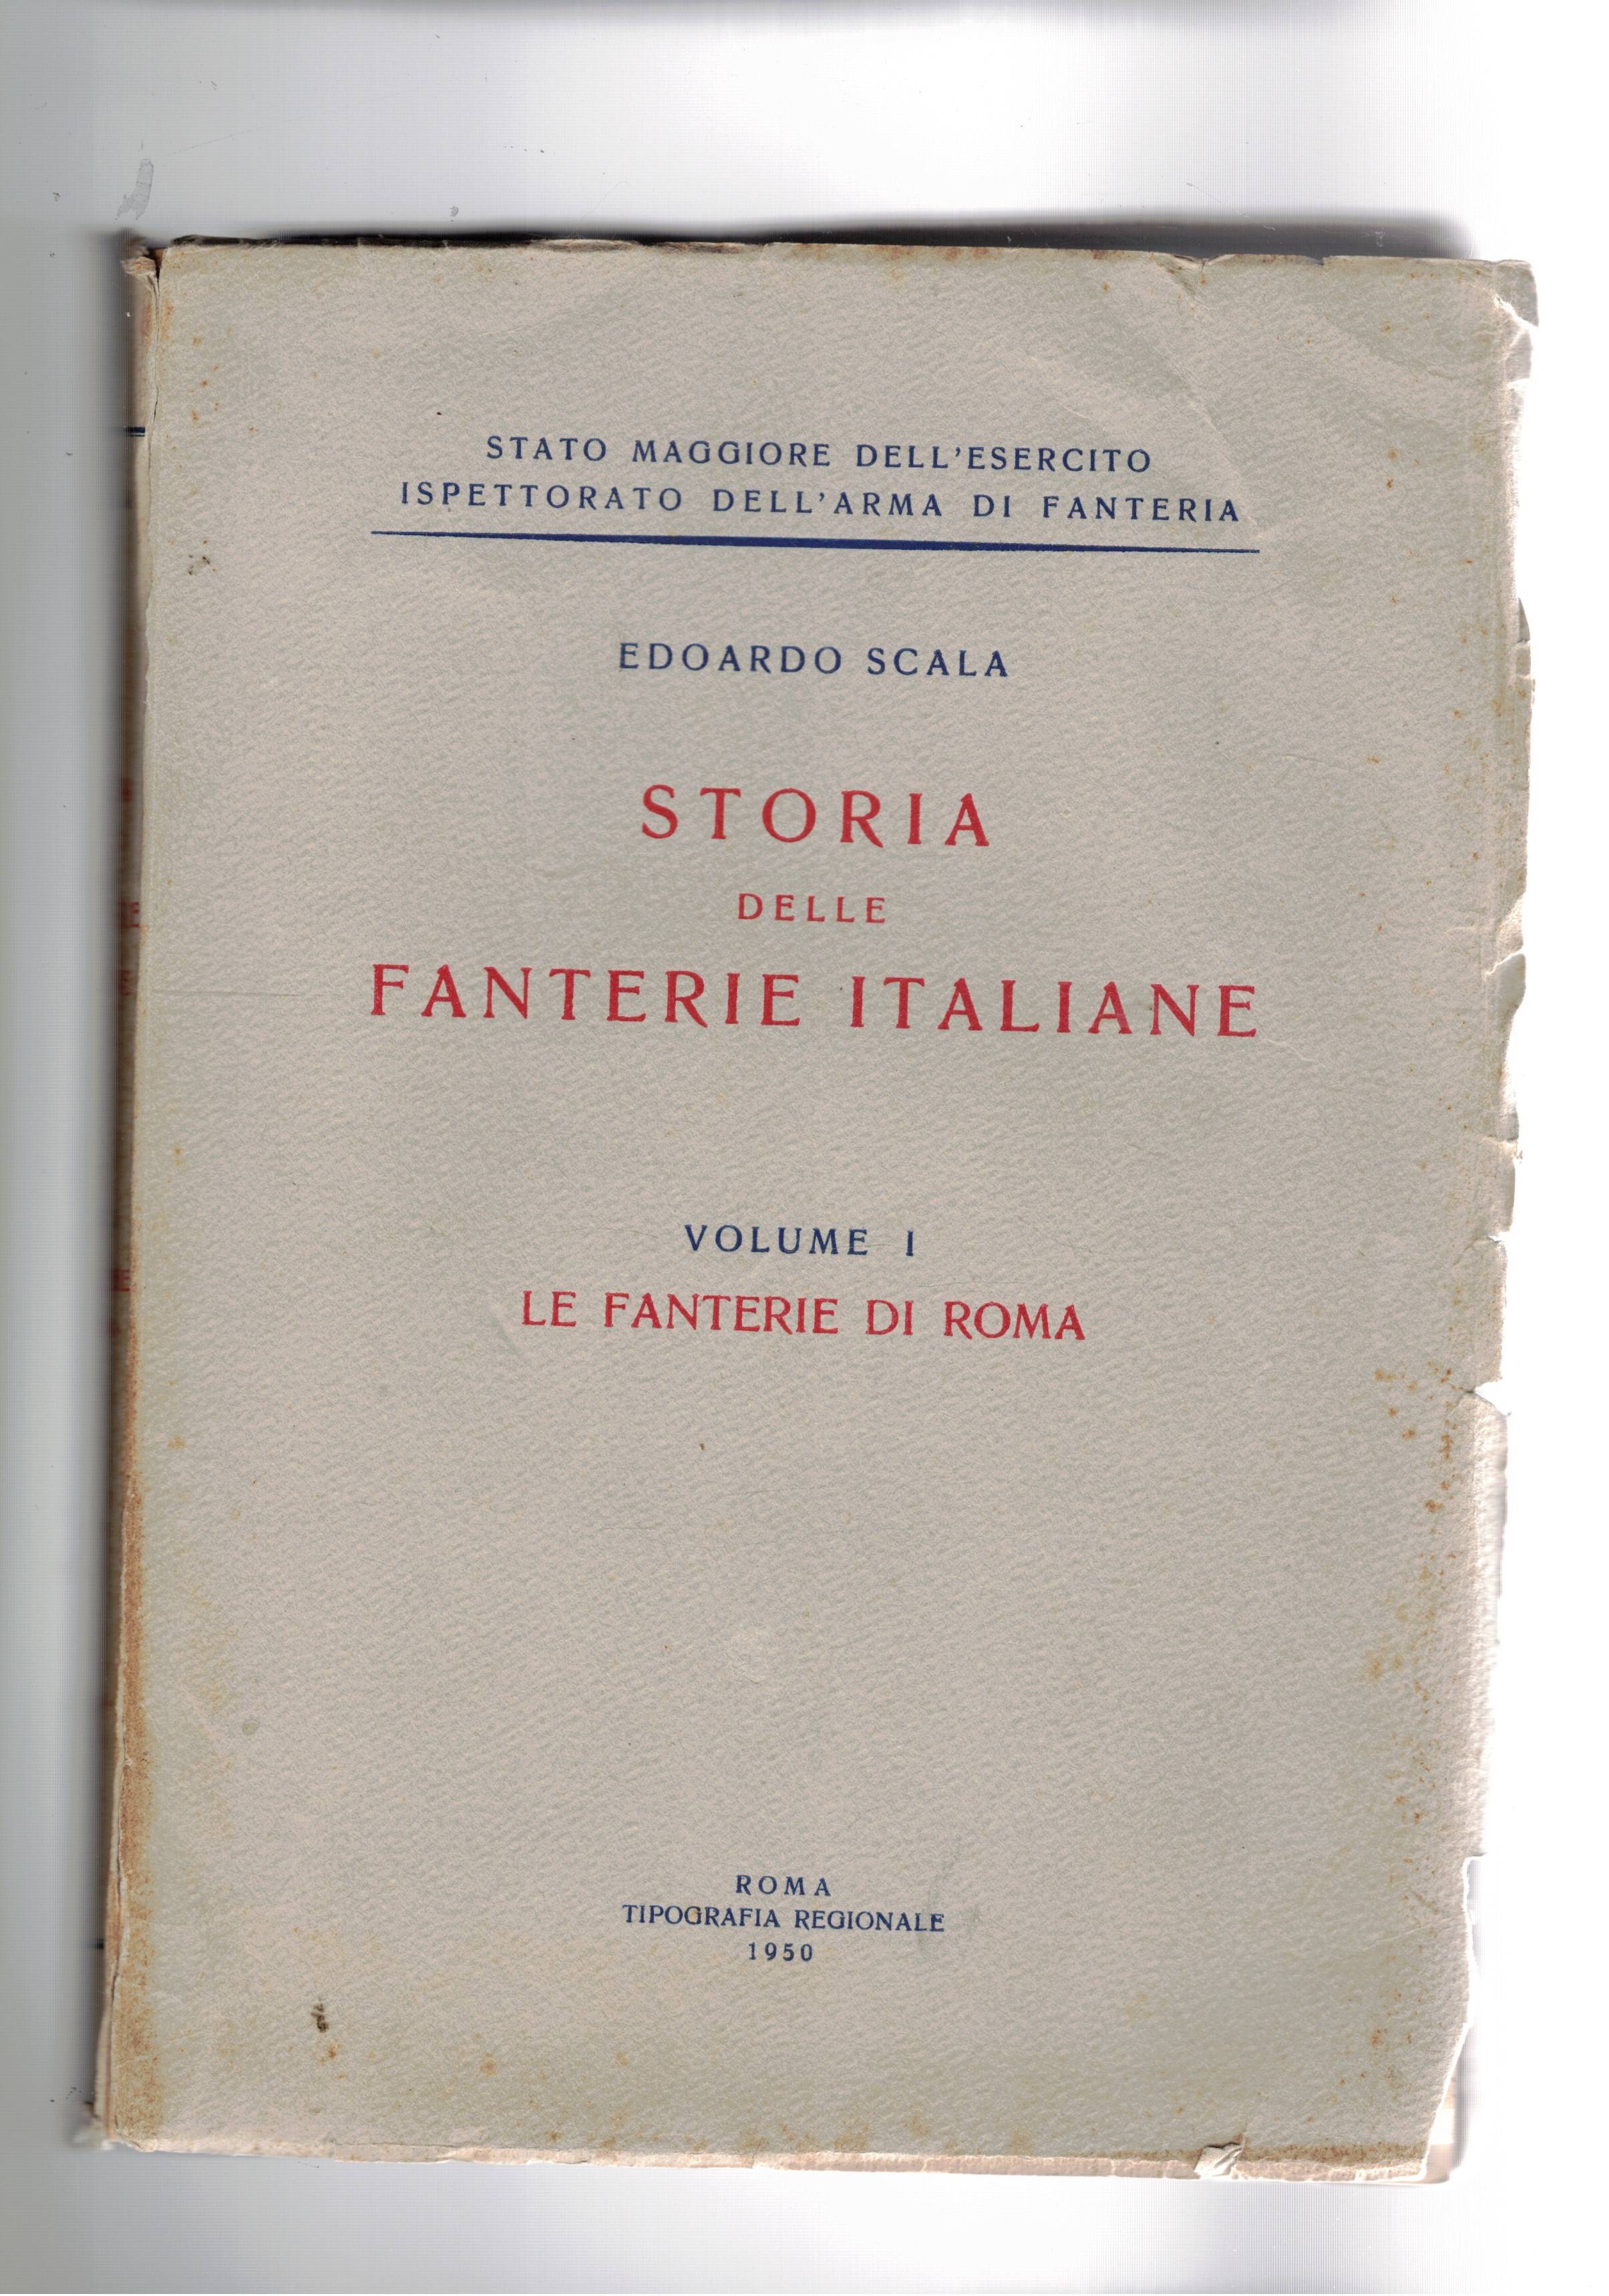 STATO MAGGIORE DELL'ESERCITO
ISPETTORATO DELL'ARMA DI FANTERIA
EDOARDO SCALA
STORIA
DELLE
FANTERIE ITALIANE
VOLUME I
LE FANTERIE DI ROMA
ROMA
TIPOGRAFIA REGIONALE
1950